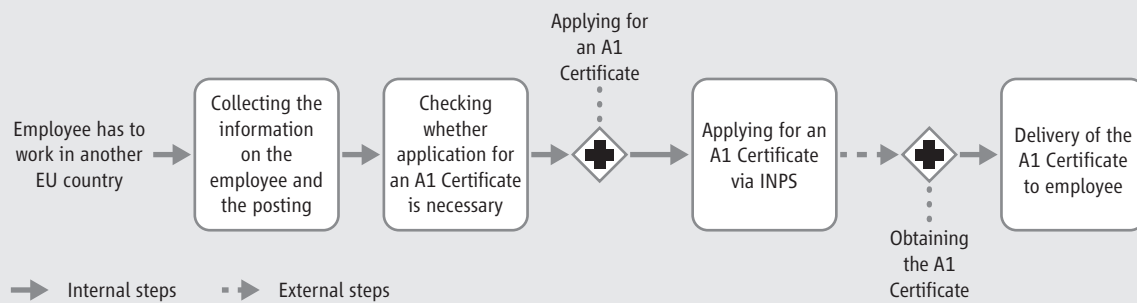 Employee has to
work in another
EU country
Collecting the
information
on the
employee and
the posting
Checking
whether
application for
an A1 Certificate
is necessary
Applying for
an A1
Certificate
Applying for an
A1 Certificate
via INPS
Obtaining
the A1
Certificate
Delivery of the
A1 Certificate
to employee
Internal steps
External steps